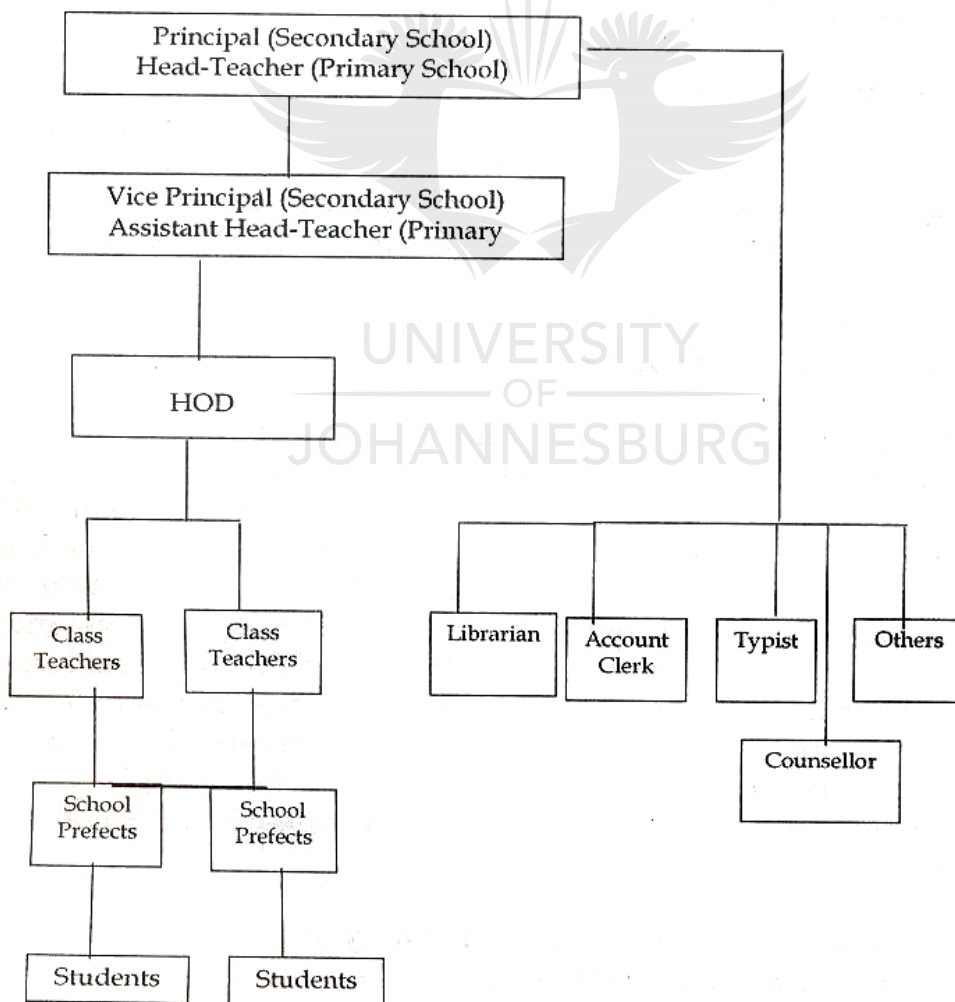 Principal (Secondary School)
Head-Teacher (Primary School)
Vice Principal (Secondary School)
Assistant Head-Teacher (Primary
UNIVERSITY
OF
JOHANNESBURG
HOD
Class
Teachers
Class
Teachers
Librarian
Account
Clerk
Typist
Others
Counsellor
School
Prefects
School
Prefects
Students
Students